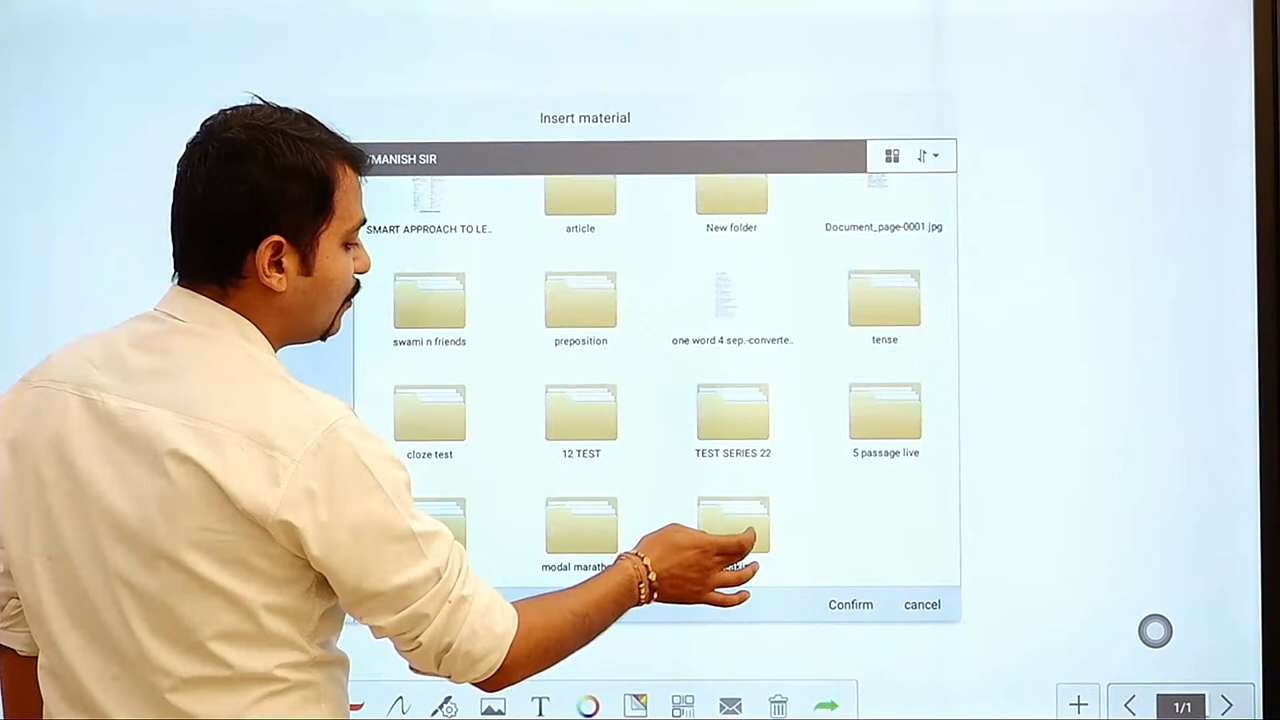 Insert material
/MANISH SIR
SMART APPROACH TO LE..
article
New folder
Document_page-0001.jpg
swami n friends
preposition
one word 4 sep.-converte..
tense
cloze test
12 TEST
TEST SERIES 22
5 passage live
modal
Confirm
cancel
T
1/1